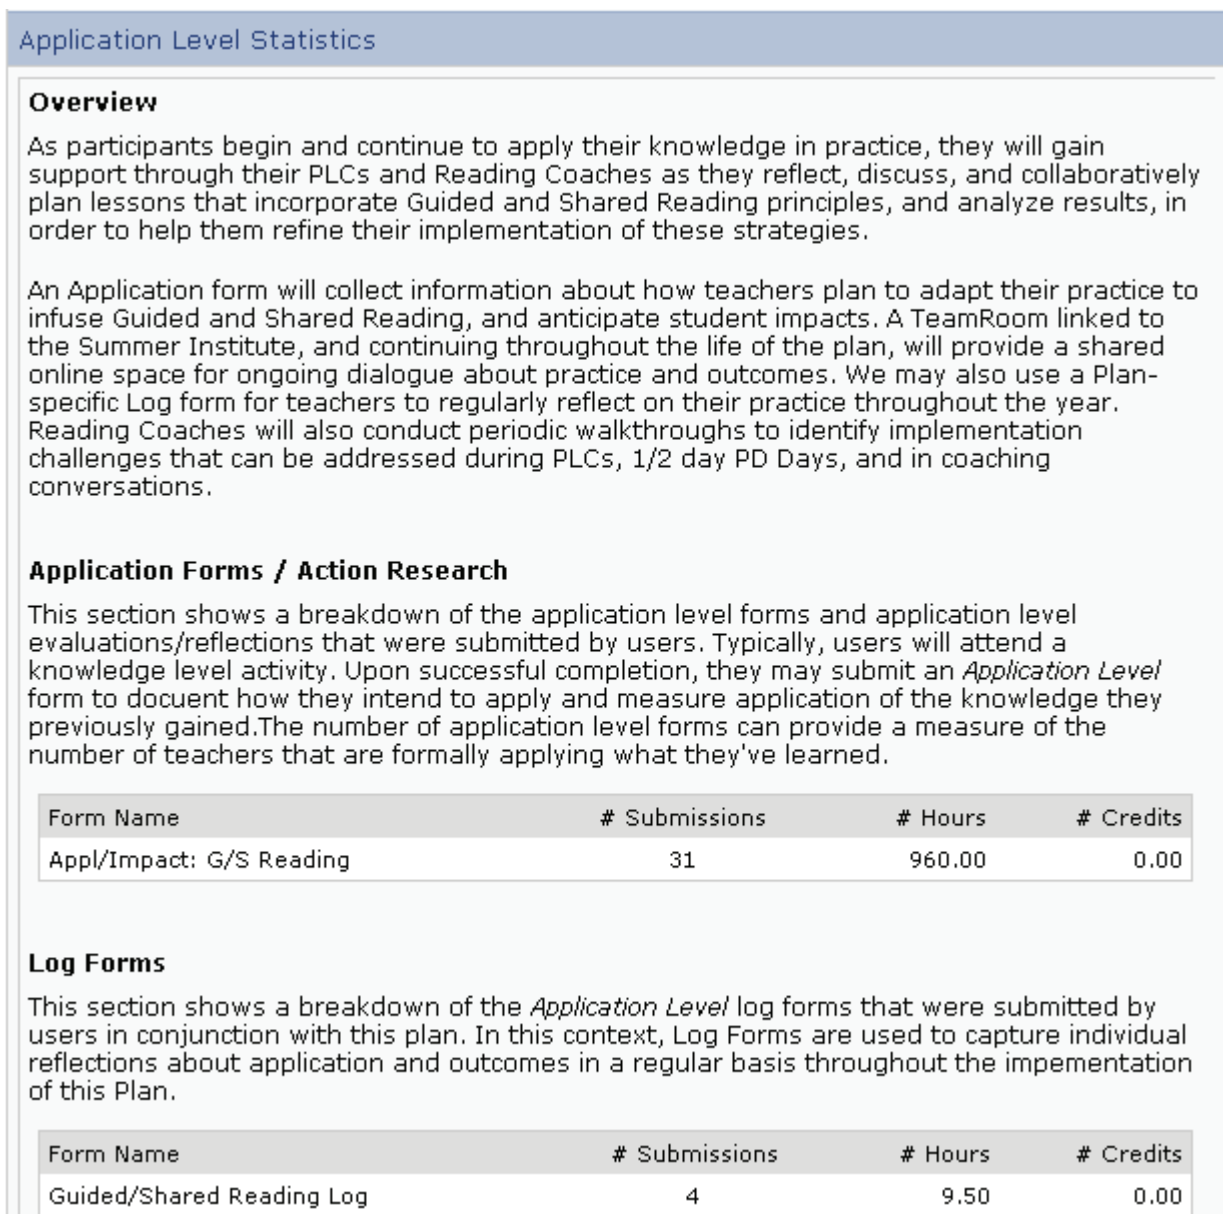 Application Level Statistics
Overview
As participants begin and continue to apply their knowledge in practice, they will gain
support through their PLCs and Reading Coaches as they reflect, discuss, and collaboratively
plan lessons that incorporate Guided and Shared Reading principles, and analyze results, in
order to help them refine their implementation of these strategies.
An Application form will collect information about how teachers plan to adapt their practice to
infuse Guided and Shared Reading, and anticipate student impacts. A TeamRoom linked to
the Summer Institute, and continuing throughout the life of the plan, will provide a shared
online space for ongoing dialogue about practice and outcomes. We may also use a Plan-
specific Log form for teachers to regularly reflect on their practice throughout the year.
Reading Coaches will also conduct periodic walkthroughs to identify implementation
challenges that can be addressed during PLCs, 1/2 day PD Days, and in coaching
conversations.
Application Forms / Action Research
This section shows a breakdown of the application level forms and application level
evaluations/reflections that were submitted by users. Typically, users will attend a
knowledge level activity. Upon successful completion, they may submit an Application Level
form to docuent how they intend to apply and measure application of the knowledge they
previously gained.The number of application level forms can provide a measure of the
number of teachers that are formally applying what they've learned.
Form Name # Submissions # Hours # Credits
Appl/Impact: G/S Reading 31 960.00 0.00
Log Forms
This section shows a breakdown of the Application Level log forms that were submitted by
users in conjunction with this plan. In this context, Log Forms are used to capture individual
reflections about application and outcomes in a regular basis throughout the impementation
of this Plan.
Form Name # Submissions # Hours # Credits
Guided/Shared Reading Log 4 9.50 0.00